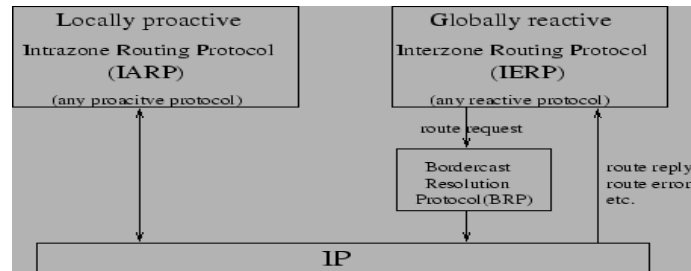 Locally proactive
Intrazone Routing Protocol
(IARP)
(any proacitve protocol)
Globally reactive
Interzone Routing Protocol
(IERP)
(any reactive protocol)
route request
Bordercast
Resolution
Protocol(BRP)
route reply
route error
etc.
IP